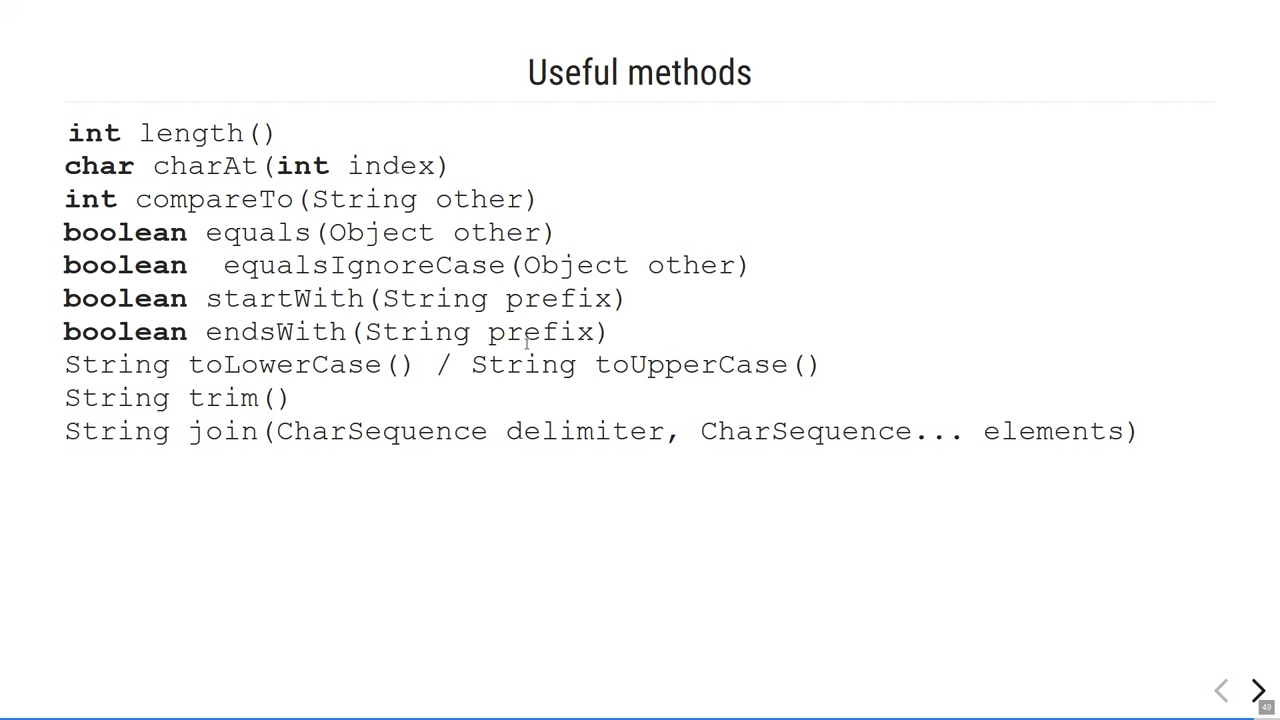 Useful methods
int length()
char charAt(int index)
int compareTo(String other)
boolean equals(Object other)
boolean  equalsIgnoreCase(Object other)
boolean startWith(String prefix)
boolean endsWith(String prefix)
String toLowerCase() / String toUpperCase()
String trim()
String join(CharSequence delimiter, CharSequence... elements)
49